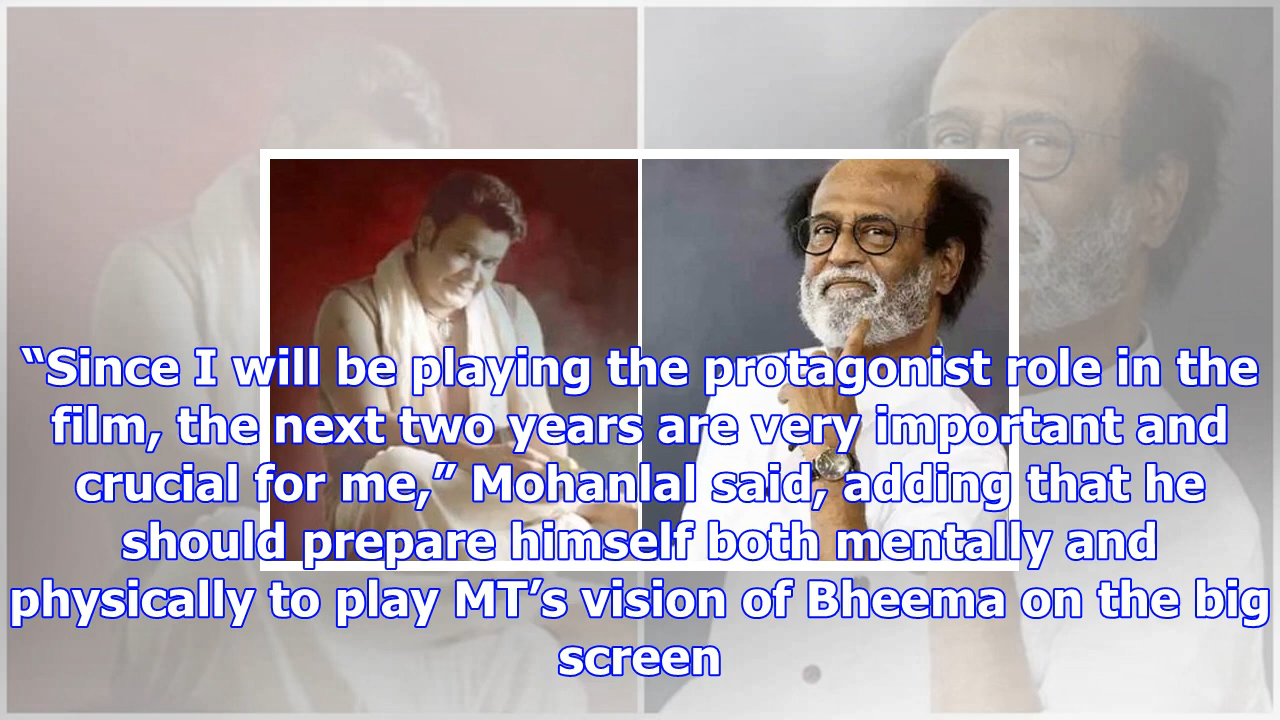 “Since I will be playing the protagonist role in the
film, the next two years are very important and
crucial for me,” Mohanlal said, adding that he
should prepare himself both mentally and
physically to play MT’s vision of Bheema on the big
screen